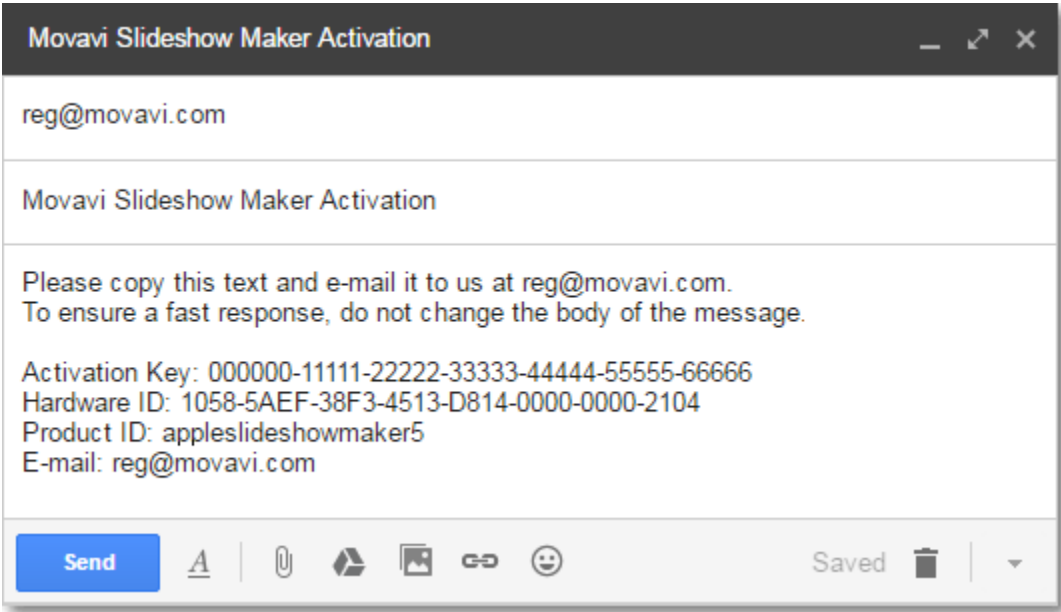 Movavi Slideshow Maker Activation
reg@movavi.com
Movavi Slideshow Maker Activation
Please copy this text and e-mail it to us at reg@movavi.com.
To ensure a fast response, do not change the body of the message.
Activation Key: 000000-11111-22222-33333-44444-55555-66666
Hardware ID: 1058-5AEF-38F3-4513-D814-0000-0000-2104
Product ID: appleslideshowmaker5
E-mail: reg@movavi.com
Send A Saved